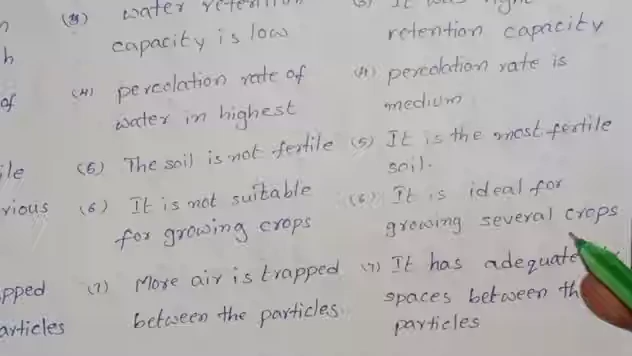 (3) water retention
capacity is low
(4) percolation rate of
water in highest
(5) The soil is not fertile
(6) It is not suitable
for growing crops
(7) More air is trapped
between the particles
retention capacity
(4) percolation rate is
medium
(5) It is the most fertile
soil.
(6) It is ideal for
growing several crops
(7) It has adequate
spaces between th
particles
h
of
ile
rious
pped
articles